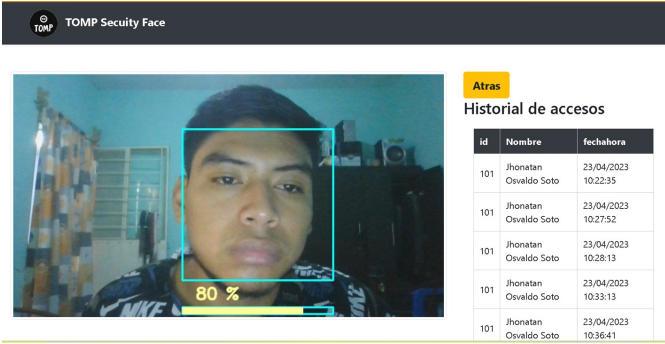 TOMP
TOMP Secuity Face
Atras
Historial de accesos
id Nombre fechahora
101 Jhonatan Osvaldo Soto 23/04/2023 10:22:35
101 Jhonatan Osvaldo Soto 23/04/2023 10:27:52
101 Jhonatan Osvaldo Soto 23/04/2023 10:28:13
101 Jhonatan Osvaldo Soto 23/04/2023 10:33:13
101 Jhonatan Osvaldo Soto 23/04/2023 10:36:41
80 %
NIKE